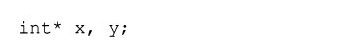 int* x, y;